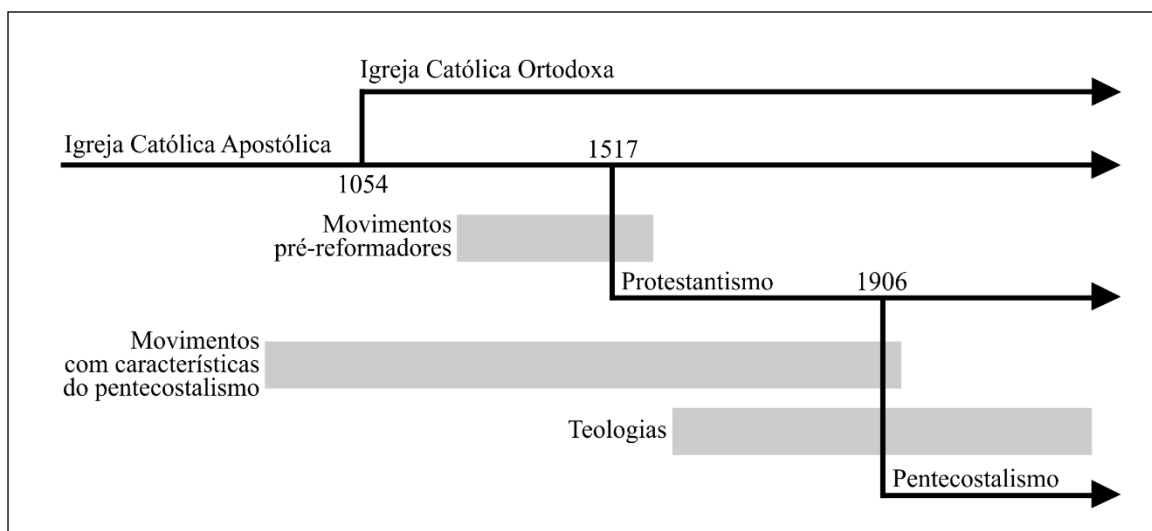 Igreja Católica Ortodoxa
Igreja Católica Apostólica
1517
1054
Movimentos
pré-reformadores
Protestantismo
1906
Movimentos
com características
do pentecostalismo
Teologias
Pentecostalismo